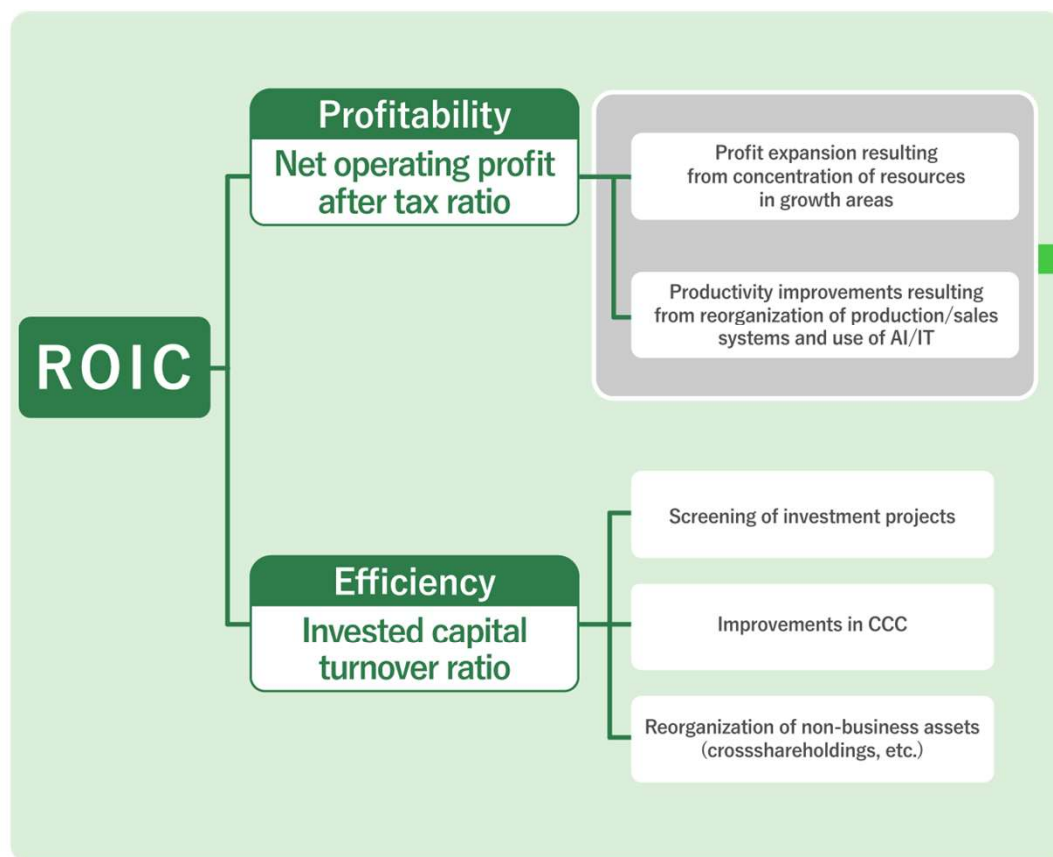 ROIC
Profitability
Net operating profit
after tax ratio
Profit expansion resulting
from concentration of resources
in growth areas
Productivity improvements resulting
from reorganization of production/sales
systems and use of AI/IT
Efficiency
Invested capital
turnover ratio
Screening of investment projects
Improvements in CCC
Reorganization of non-business assets
(crossshareholdings, etc.)